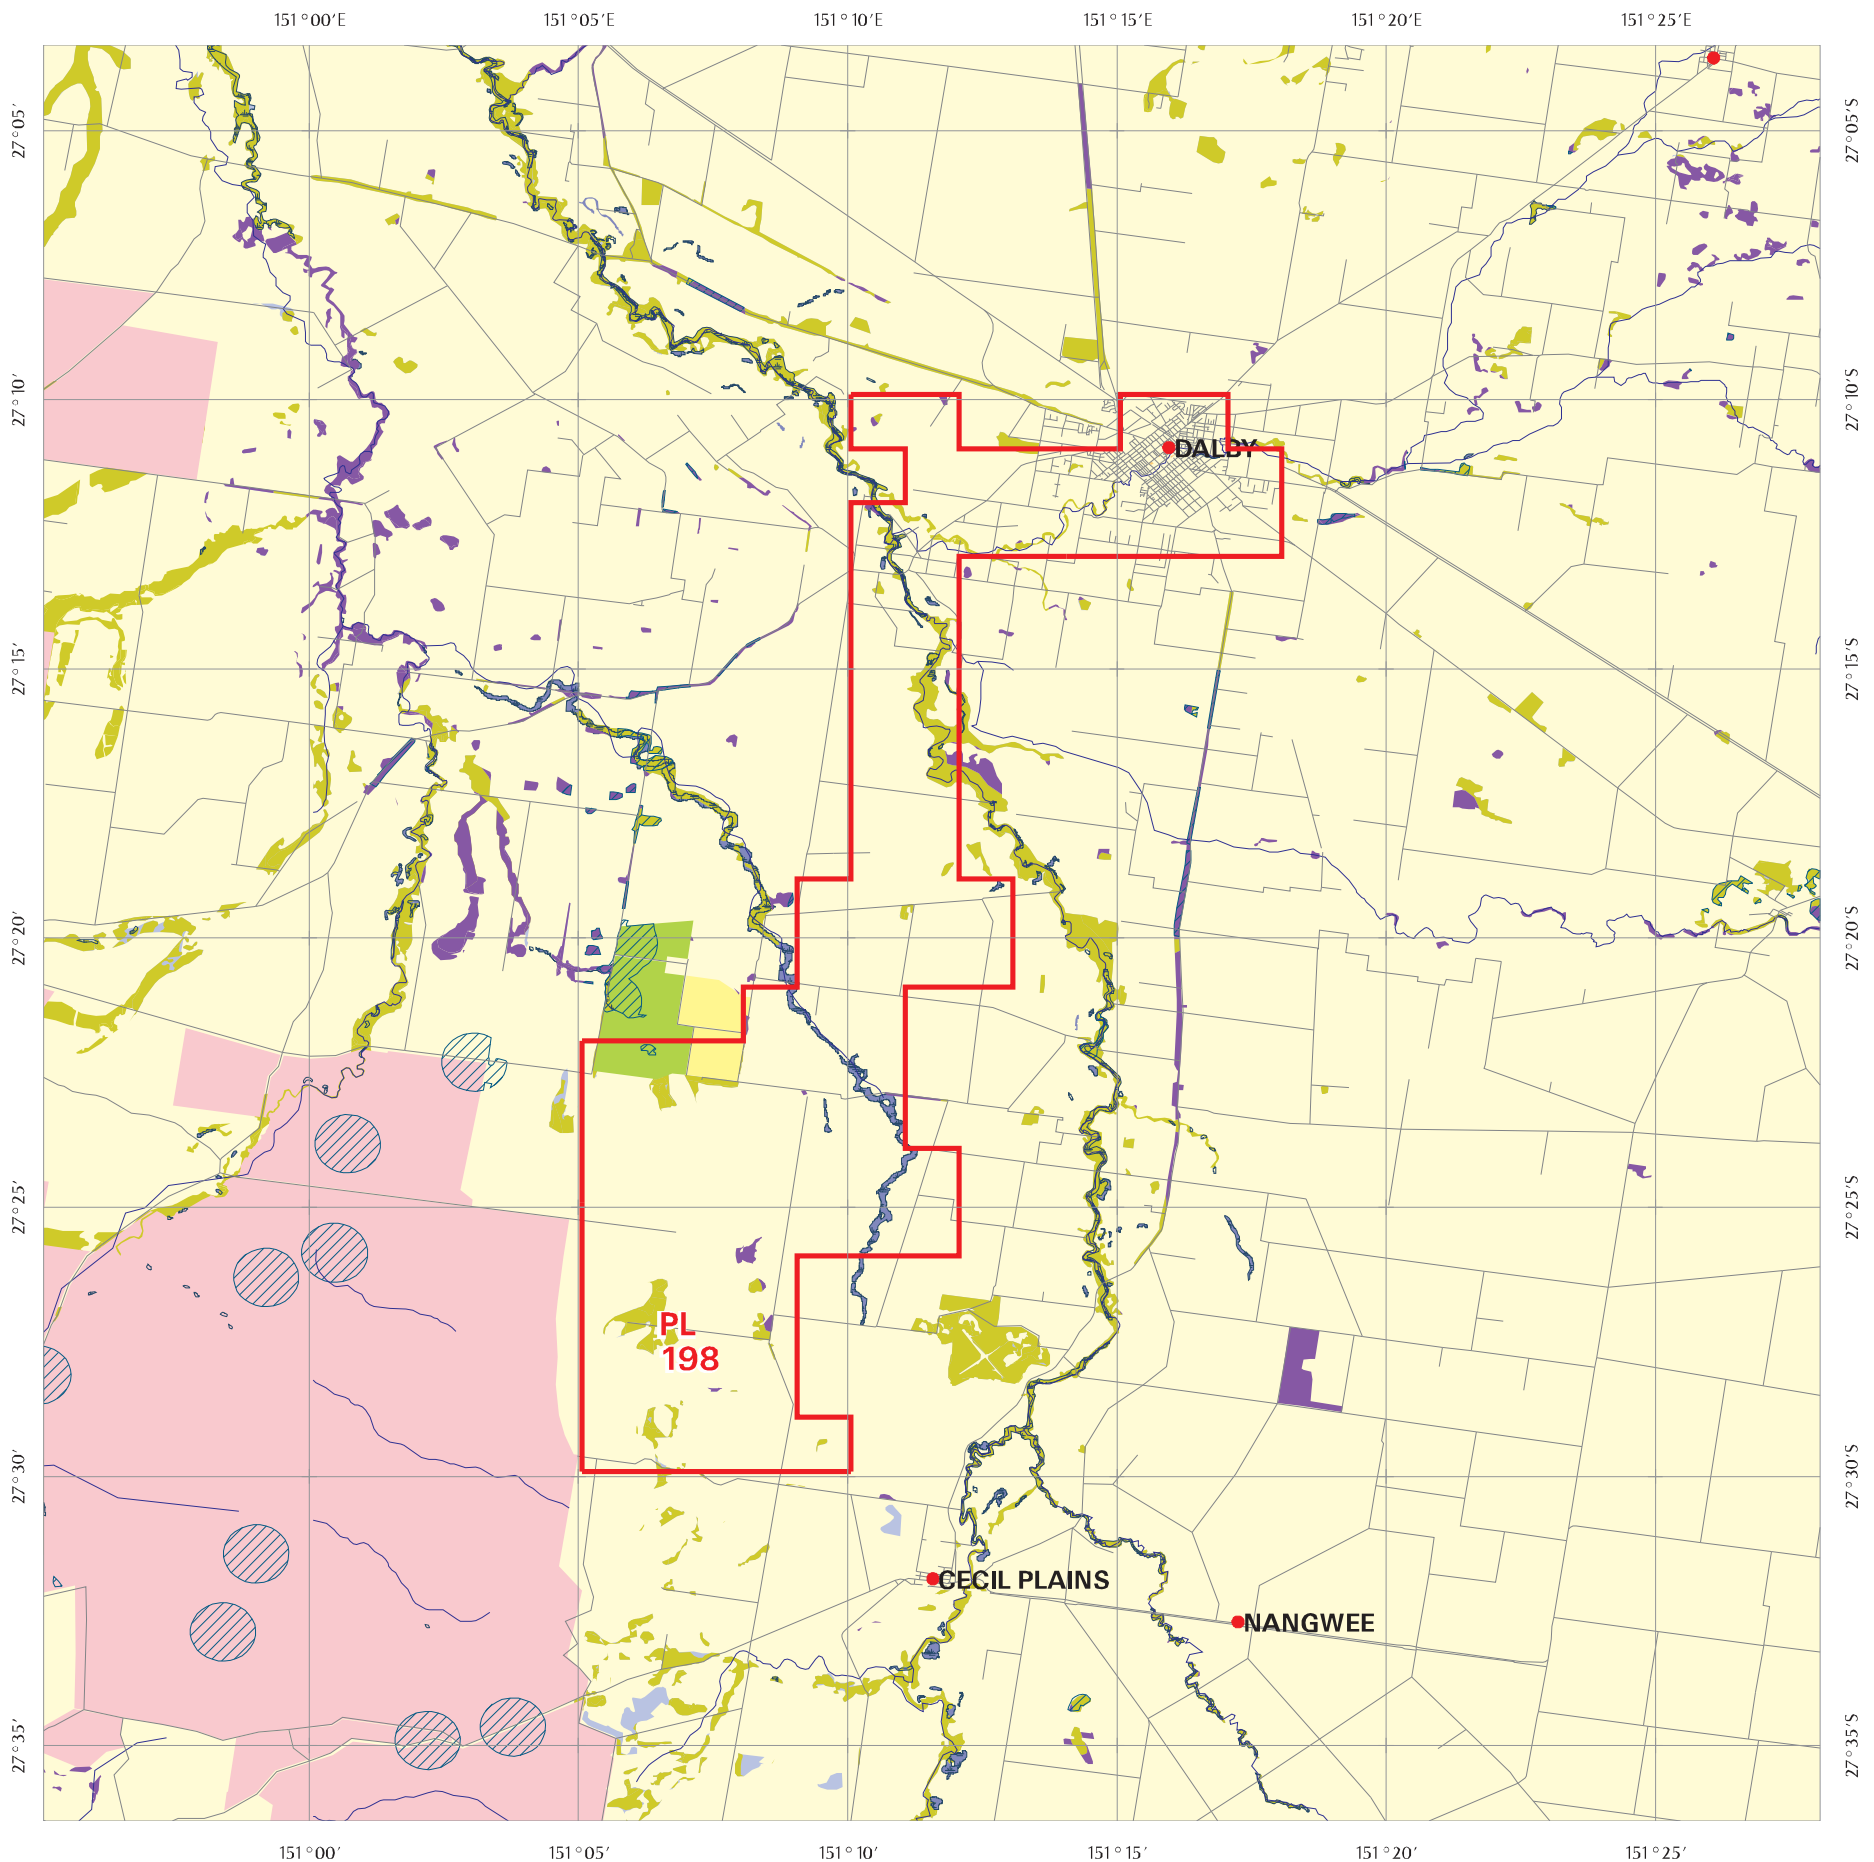 151°00′E 151°05′E 151°10′E 151°15′E 151°20′E 151°25′E
27°05′ 27°05′S
27°10′ 27°10′S
DALBY
27°15′ 27°15′S
27°20′ 27°20′S
27°25′ 27°25′S
PL
198
27°30′ 27°30′S
CECIL PLAINS
NANGWEE
27°35′ 27°35′S
151°00′ 151°05′ 151°10′ 151°15′ 151°20′ 151°25′